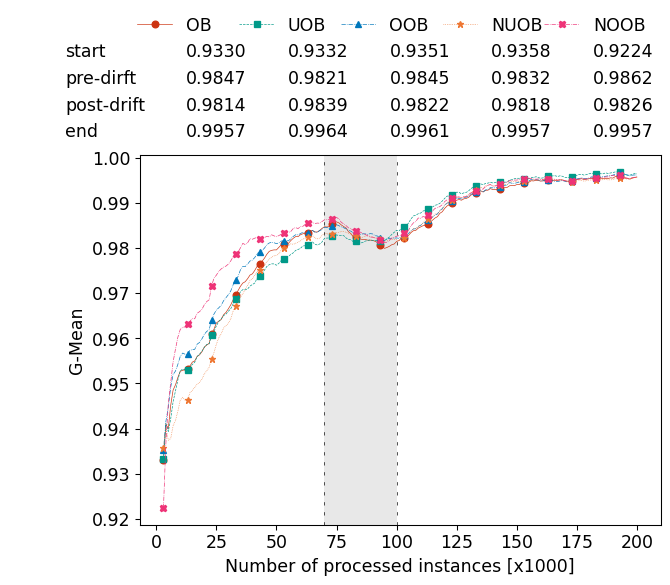 OB UOB OOB NUOB NOOB
start 0.9330 0.9332 0.9351 0.9358 0.9224
pre-dirft 0.9847 0.9821 0.9845 0.9832 0.9862
post-drift 0.9814 0.9839 0.9822 0.9818 0.9826
end 0.9957 0.9964 0.9961 0.9957 0.9957
1.00
0.99
0.98
0.97
0.96
0.95
0.94
0.93
0.92
G-Mean
0 25 50 75 100 125 150 175 200
Number of processed instances [x1000]